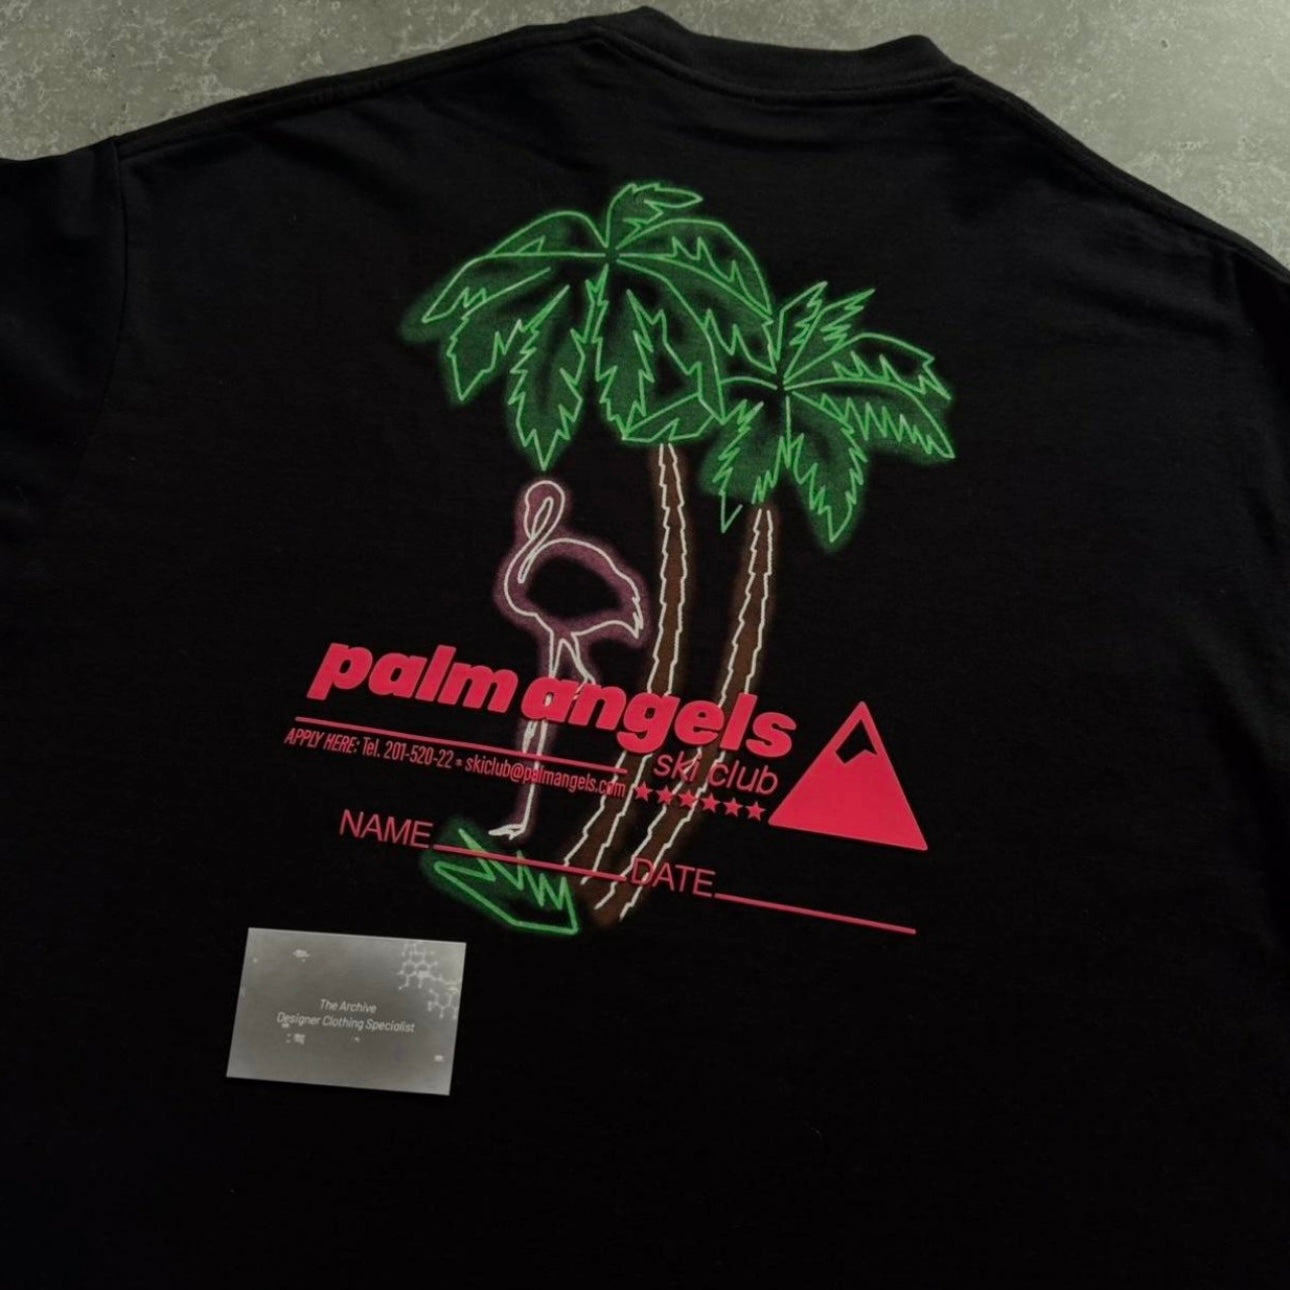 palm angels
ski club
APPLY HERE: Tel. 201-520-22 * skiclub@palmangels.com ★★★★★★
NAME DATE
The Archive
Designer Clothing Specialist